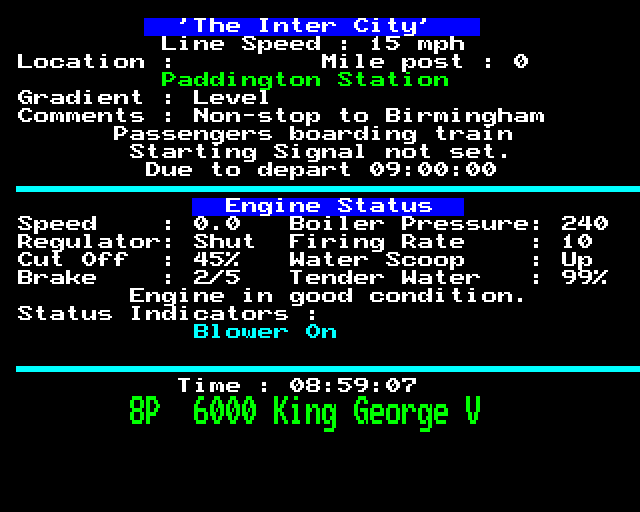 'The Inter City'
Line Speed : 15 mph
Location : Mile post : 0
Paddington Station
Gradient : Level
Comments : Non-stop to Birmingham
Passengers boarding train
Starting Signal not set.
Due to depart 09:00:00
Engine Status
Speed : 0.0 Boiler Pressure: 240
Regulator: Shut Firing Rate : 10
Cut Off : 45% Water Scoop : Up
Brake : 2/5 Tender Water : 99%
Engine in good condition.
Status Indicators :
Blower On
Time : 08:59:07
8P 6000 King George V